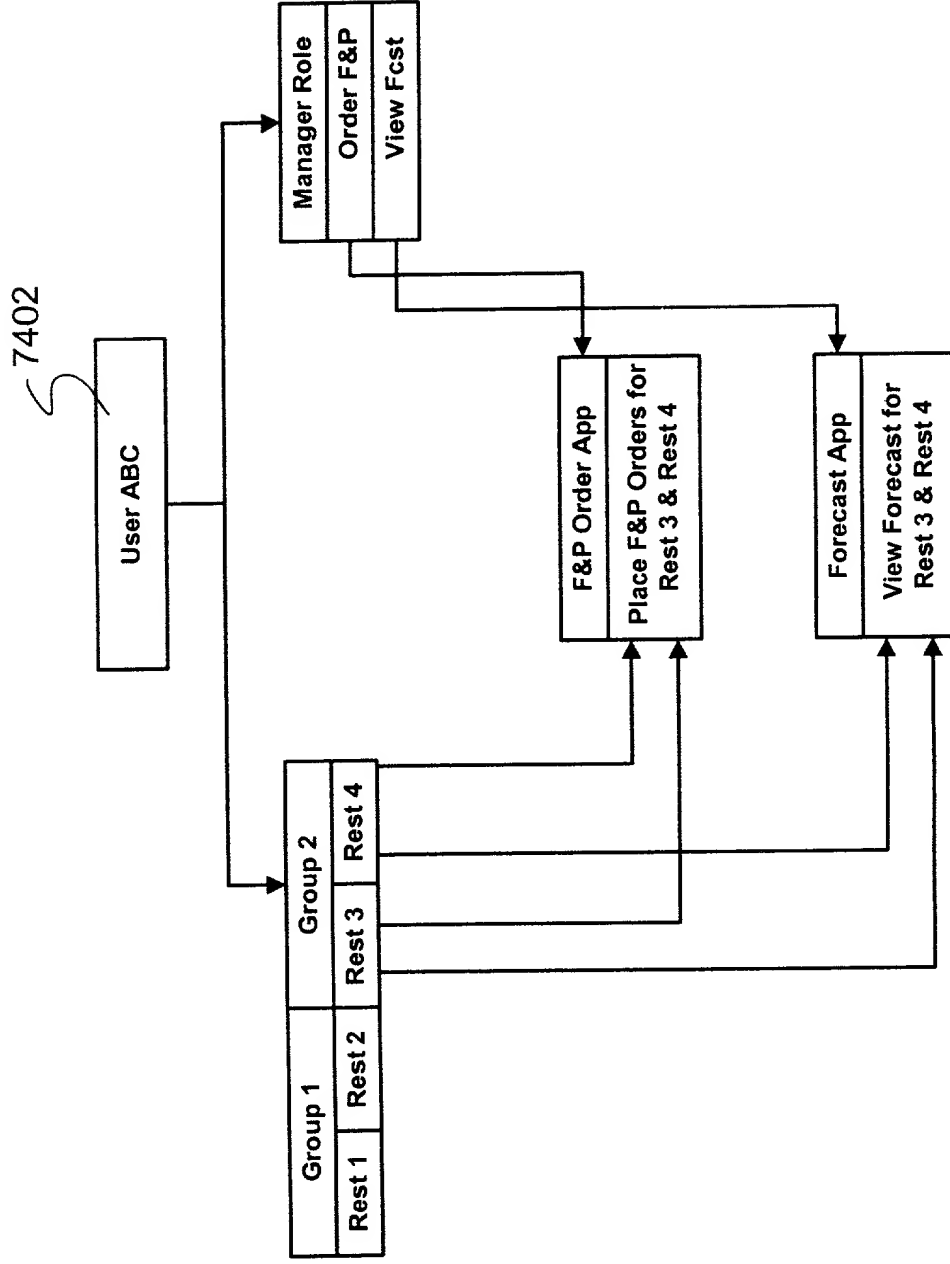 7402
User ABC
Group 1
Group 2
Rest 1
Rest 2
Rest 3
Rest 4
Manager Role
Order F&P
View Fcst
F&P Order App
Place F&P Orders for
Rest 3 & Rest 4
Forecast App
View Forecast for
Rest 3 & Rest 4